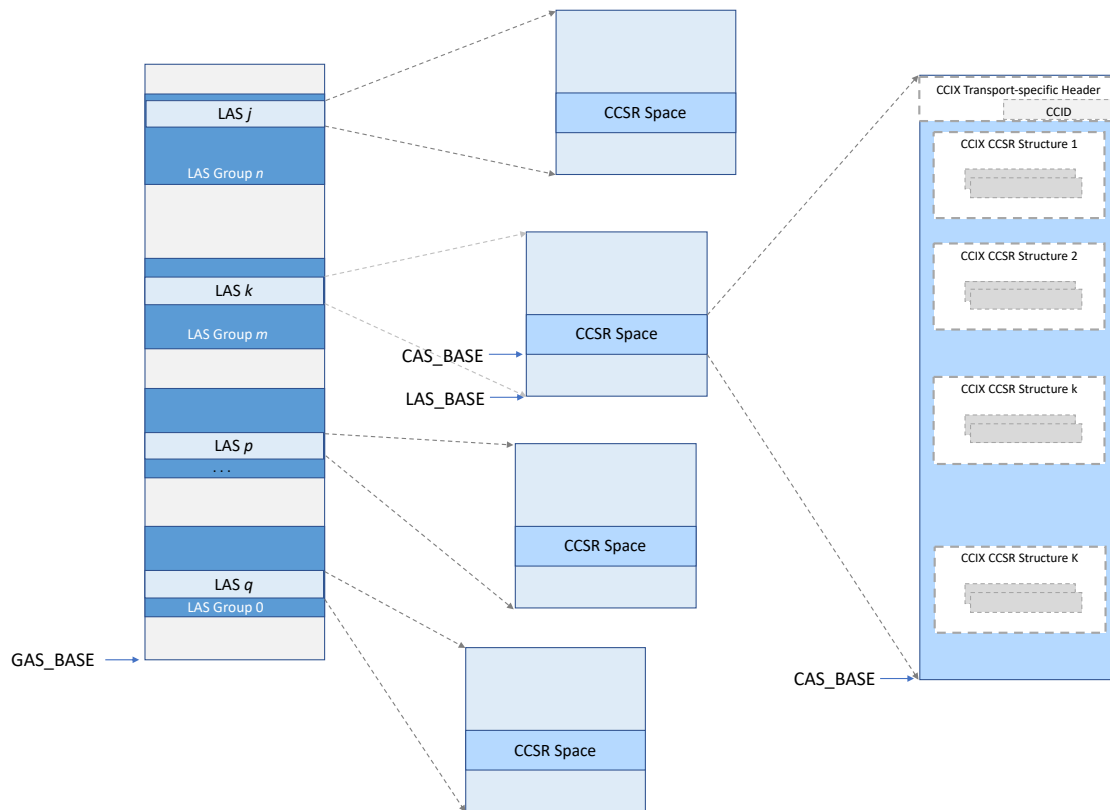 LAS j
LAS Group n
LAS k
LAS Group m
LAS p
...
LAS q
LAS Group 0
GAS_BASE
CCSR Space
CCSR Space
CAS_BASE
LAS_BASE
CCSR Space
CCSR Space
CCIX Transport-specific Header
CCID
CCIX CCSR Structure 1
CCIX CCSR Structure 2
CCIX CCSR Structure k
CCIX CCSR Structure K
CAS_BASE